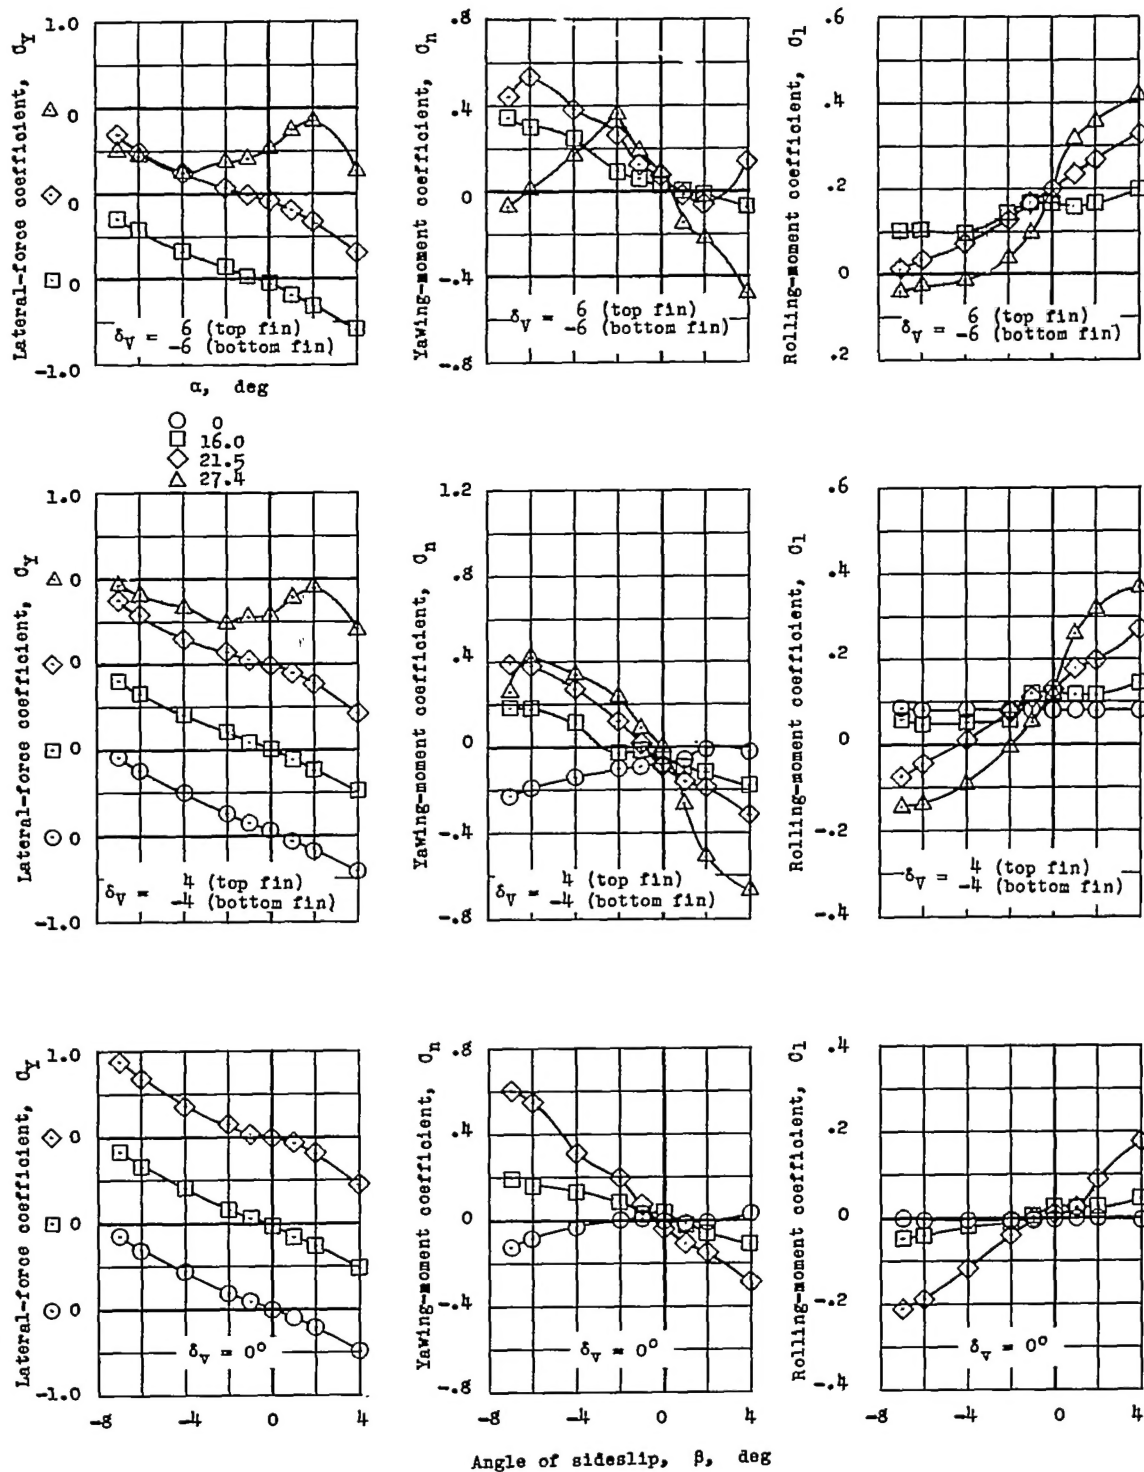 Lateral-force coefficient, C_Y
1.0
0
0
0
-1.0
δ_V = 6 (top fin)
-6 (bottom fin)
Yawing-moment coefficient, C_n
.8
.4
0
-.4
-.8
δ_V = 6 (top fin)
-6 (bottom fin)
Rolling-moment coefficient, C_l
.6
.4
.2
0
.2
δ_V = 6 (top fin)
-6 (bottom fin)
α, deg
0
16.0
21.5
27.4
Lateral-force coefficient, C_Y
1.0
0
0
0
0
-1.0
δ_V = 4 (top fin)
-4 (bottom fin)
Yawing-moment coefficient, C_n
1.2
.8
.4
0
-.4
-.8
δ_V = 4 (top fin)
-4 (bottom fin)
Rolling-moment coefficient, C_l
.6
.4
.2
0
-.2
-.4
δ_V = 4 (top fin)
-4 (bottom fin)
Lateral-force coefficient, C_Y
1.0
0
0
0
-1.0
δ_V = 0°
-8 -4 0 4
Yawing-moment coefficient, C_n
.8
.4
0
-.4
-.8
δ_V = 0°
-8 -4 0 4
Rolling-moment coefficient, C_l
.4
.2
0
-.2
-.4
δ_V = 0°
-8 -4 0 4
Angle of sideslip, β, deg